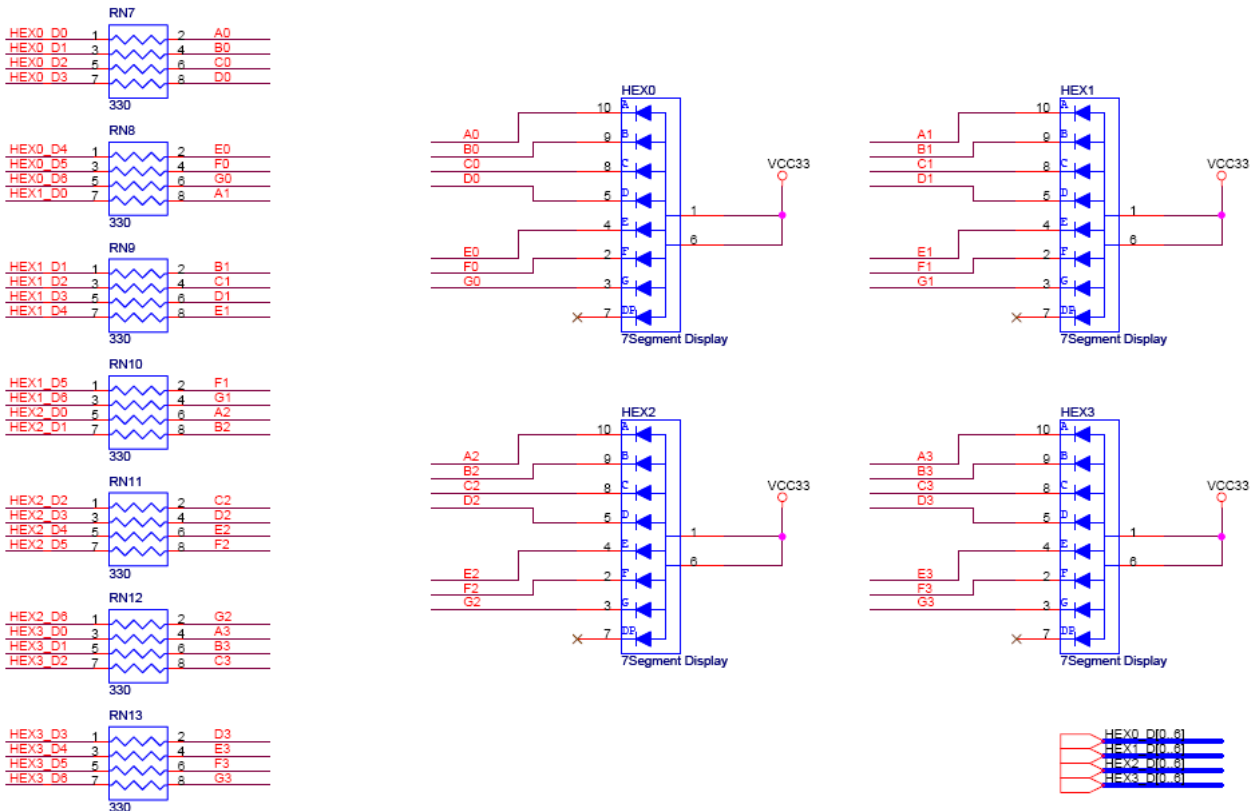 RN7
HEX0_D0 1 2 A0
HEX0_D1 3 4 B0
HEX0_D2 5 6 C0
HEX0_D3 7 8 D0
330
RN8
HEX0_D4 1 2 E0
HEX0_D5 3 4 F0
HEX0_D6 5 6 G0
HEX1_D0 7 8 A1
330
RN9
HEX1_D1 1 2 B1
HEX1_D2 3 4 C1
HEX1_D3 5 6 D1
HEX1_D4 7 8 E1
330
RN10
HEX1_D5 1 2 F1
HEX1_D6 3 4 G1
HEX2_D0 5 6 A2
HEX2_D1 7 8 B2
330
RN11
HEX2_D2 1 2 C2
HEX2_D3 3 4 D2
HEX2_D4 5 6 E2
HEX2_D5 7 8 F2
330
RN12
HEX2_D6 1 2 G2
HEX3_D0 3 4 A3
HEX3_D1 5 6 B3
HEX3_D2 7 8 C3
330
RN13
HEX3_D3 1 2 D3
HEX3_D4 3 4 E3
HEX3_D5 5 6 F3
HEX3_D6 7 8 G3
330
HEX0
A0 10 A
B0 9 B
C0 8 C
D0 5 D
E0 4 E
F0 2 F
G0 3 G
7 DP
1
6
VCC33
7Segment Display
HEX1
A1 10 A
B1 9 B
C1 8 C
D1 5 D
E1 4 E
F1 2 F
G1 3 G
7 DP
1
6
VCC33
7Segment Display
HEX2
A2 10 A
B2 9 B
C2 8 C
D2 5 D
E2 4 E
F2 2 F
G2 3 G
7 DP
1
6
VCC33
7Segment Display
HEX3
A3 10 A
B3 9 B
C3 8 C
D3 5 D
E3 4 E
F3 2 F
G3 3 G
7 DP
1
6
VCC33
7Segment Display
HEX0_D[0..6]
HEX1_D[0..6]
HEX2_D[0..6]
HEX3_D[0..6]